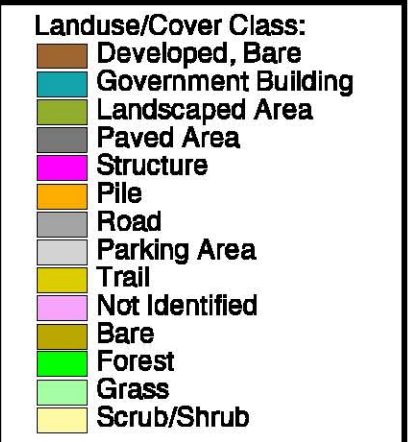 Landuse/Cover Class:
Developed, Bare
Government Building
Landscaped Area
Paved Area
Structure
Pile
Road
Parking Area
Trail
Not Identified
Bare
Forest
Grass
Scrub/Shrub